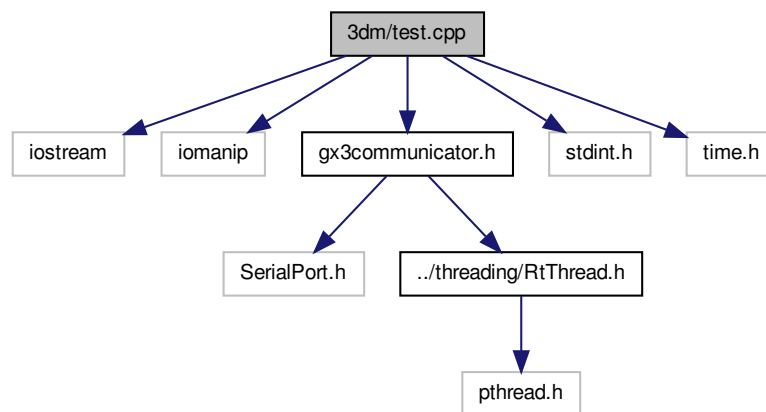 3dm/test.cpp
iostream
iomanip
gx3communicator.h
stdint.h
time.h
SerialPort.h
../threading/RtThread.h
pthread.h